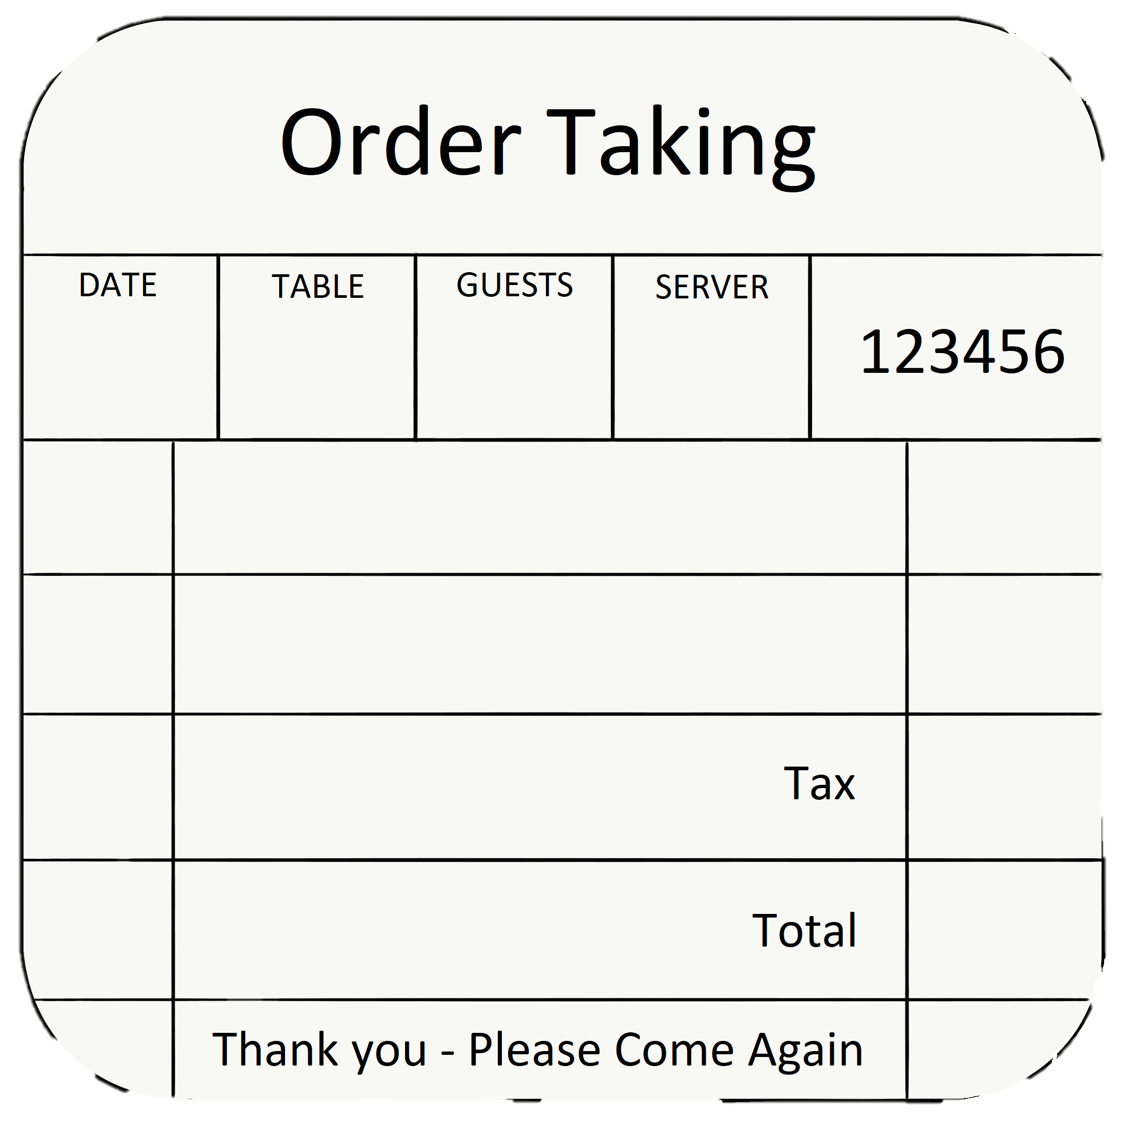 Order Taking
DATE TABLE GUESTS SERVER
123456
Tax
Total
Thank you - Please Come Again